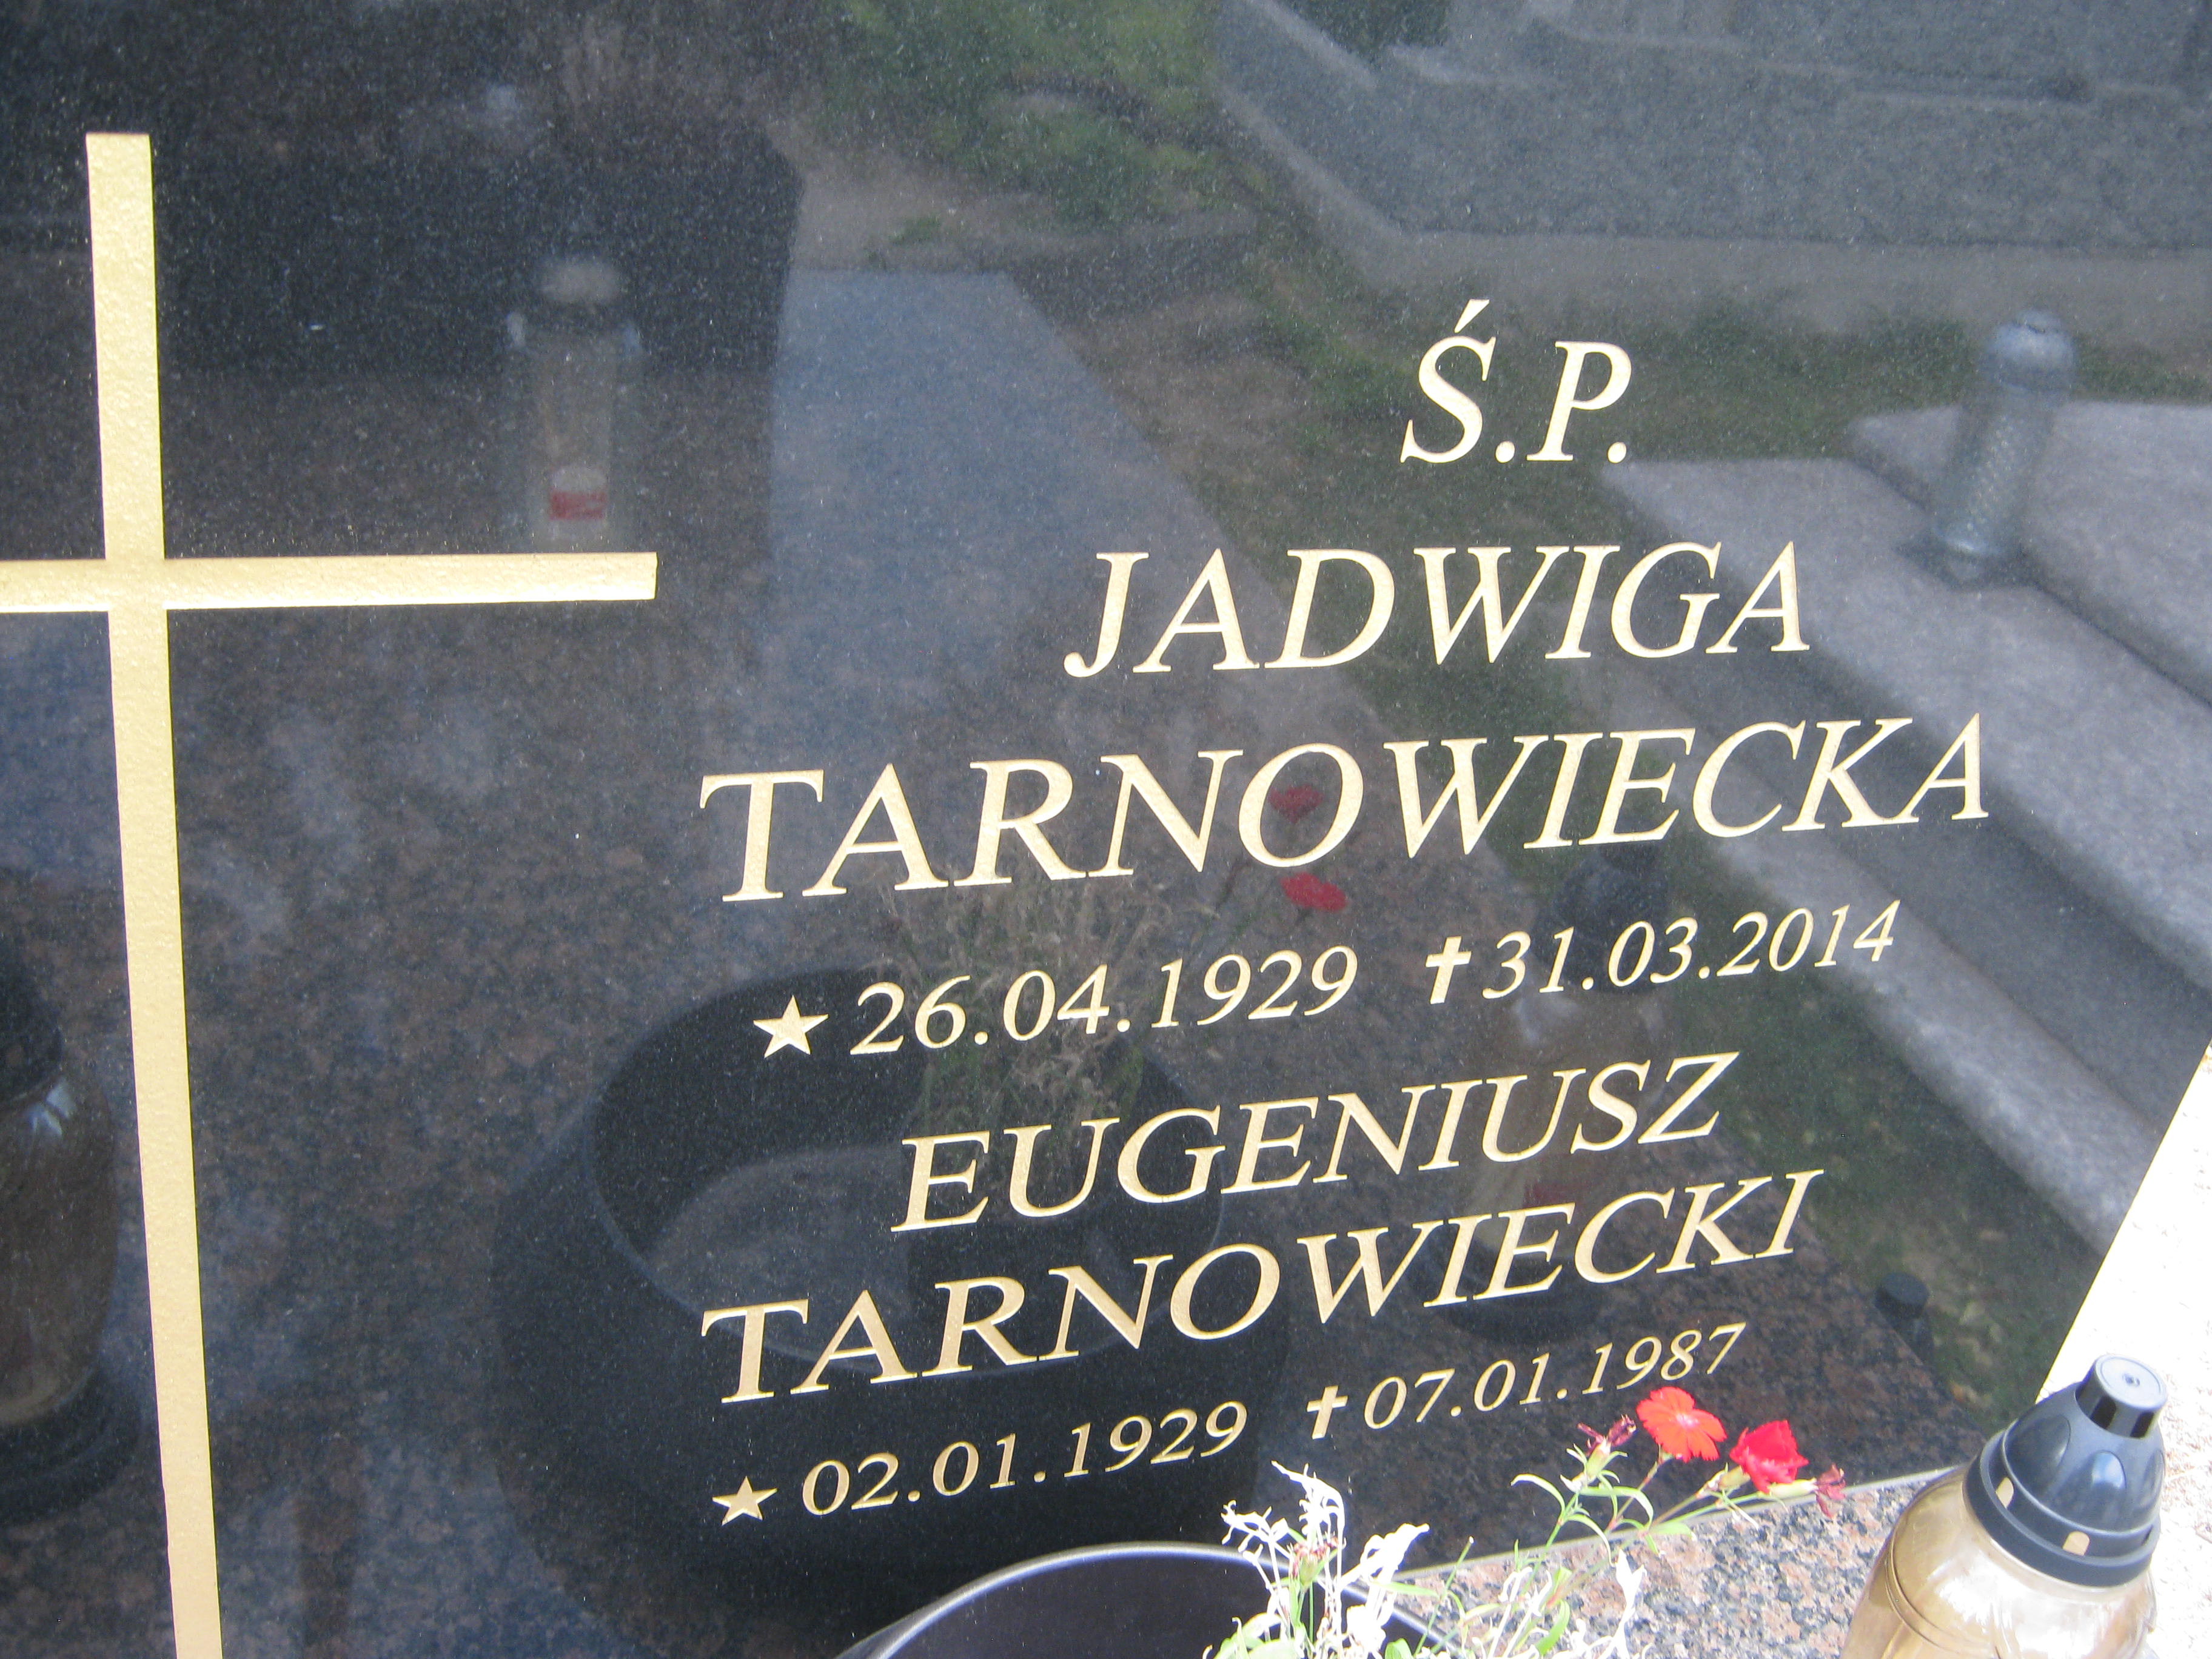 Ś.P.
JADWIGA
TARNOWIECKA
★ 26.04.1929 ✝ 31.03.2014
EUGENIUSZ
TARNOWIECKI
★ 02.01.1929 ✝ 07.01.1987